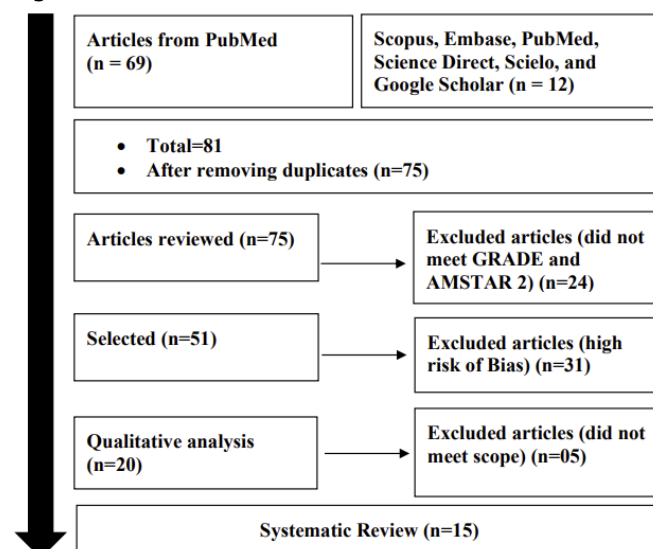 Articles from PubMed
(n = 69)
Scopus, Embase, PubMed,
Science Direct, Scielo, and
Google Scholar (n = 12)
• Total=81
• After removing duplicates (n=75)
Articles reviewed (n=75)
Excluded articles (did not
meet GRADE and
AMSTAR 2) (n=24)
Selected (n=51)
Excluded articles (high
risk of Bias) (n=31)
Qualitative analysis
(n=20)
Excluded articles (did not
meet scope) (n=05)
Systematic Review (n=15)